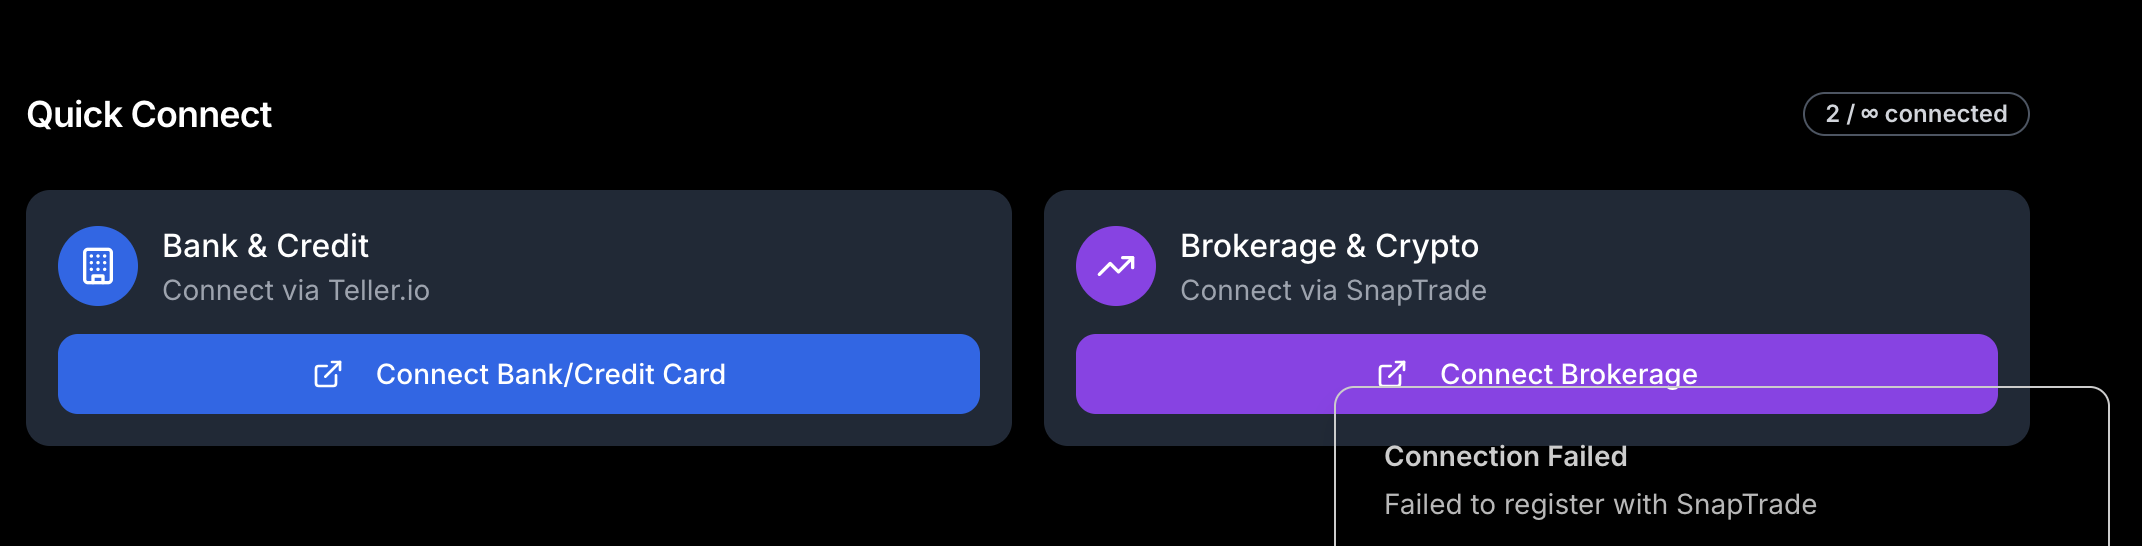 Quick Connect
2 / ∞ connected
Bank & Credit
Connect via Teller.io
Connect Bank/Credit Card
Brokerage & Crypto
Connect via SnapTrade
Connect Brokerage
Connection Failed
Failed to register with SnapTrade